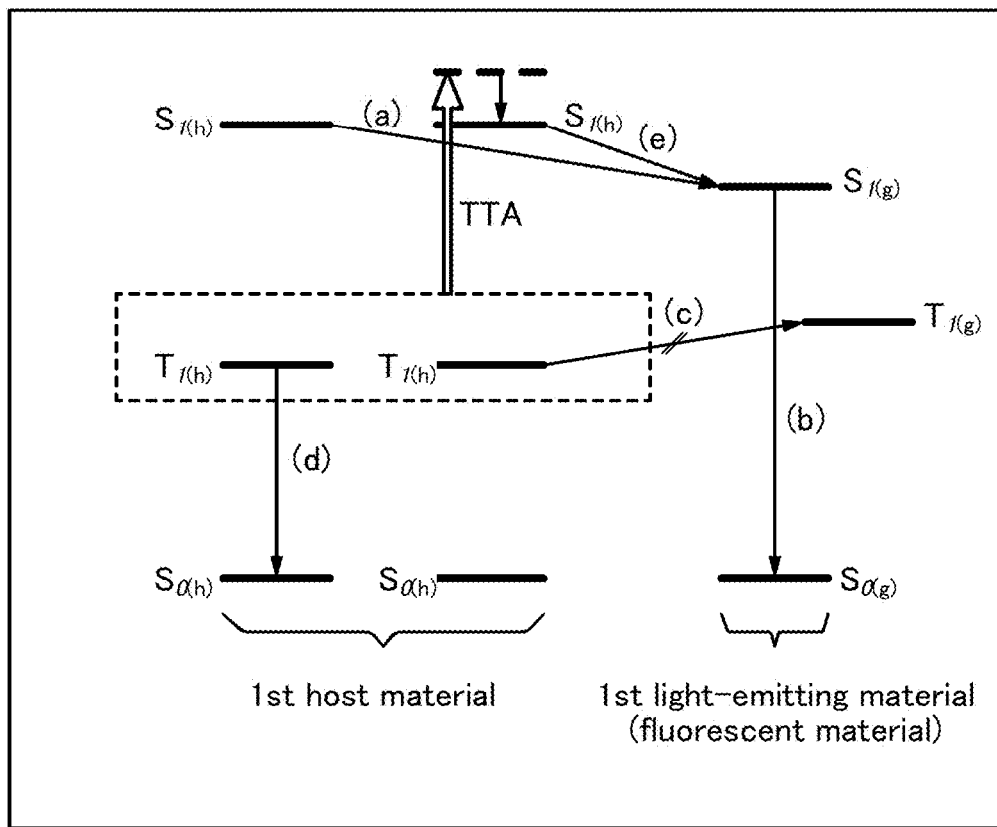 (a)
S1(h)
S1(h)
(e)
S1(g)
TTA
(c)
T1(g)
T1(h)
T1(h)
(b)
(d)
S0(h)
S0(h)
S0(g)
1st host material
1st light-emitting material
(fluorescent material)